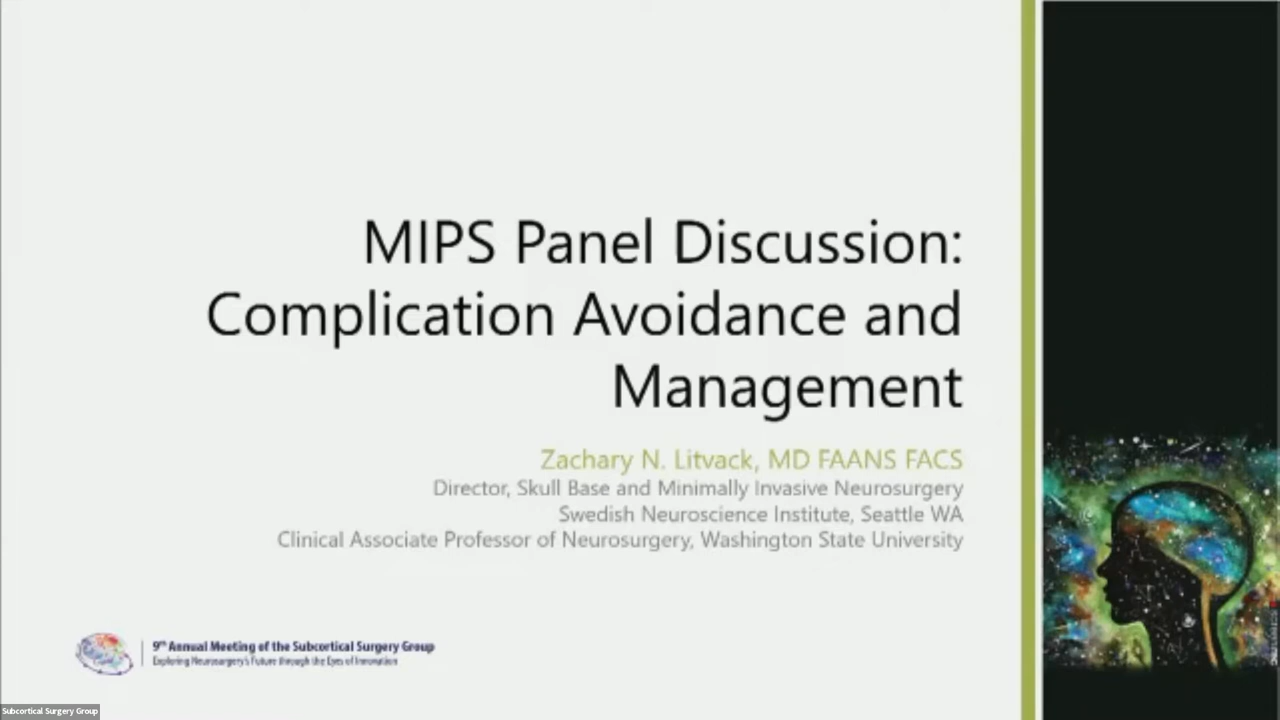 MIPS Panel Discussion:
Complication Avoidance and
Management
Zachary N. Litvack, MD FAANS FACS
Director, Skull Base and Minimally Invasive Neurosurgery
Swedish Neuroscience Institute, Seattle WA
Clinical Associate Professor of Neurosurgery, Washington State University
9th Annual Meeting of the Subcortical Surgery Group
Exploring Neurosurgery's Future through the Eyes of Innovation
Subcortical Surgery Group